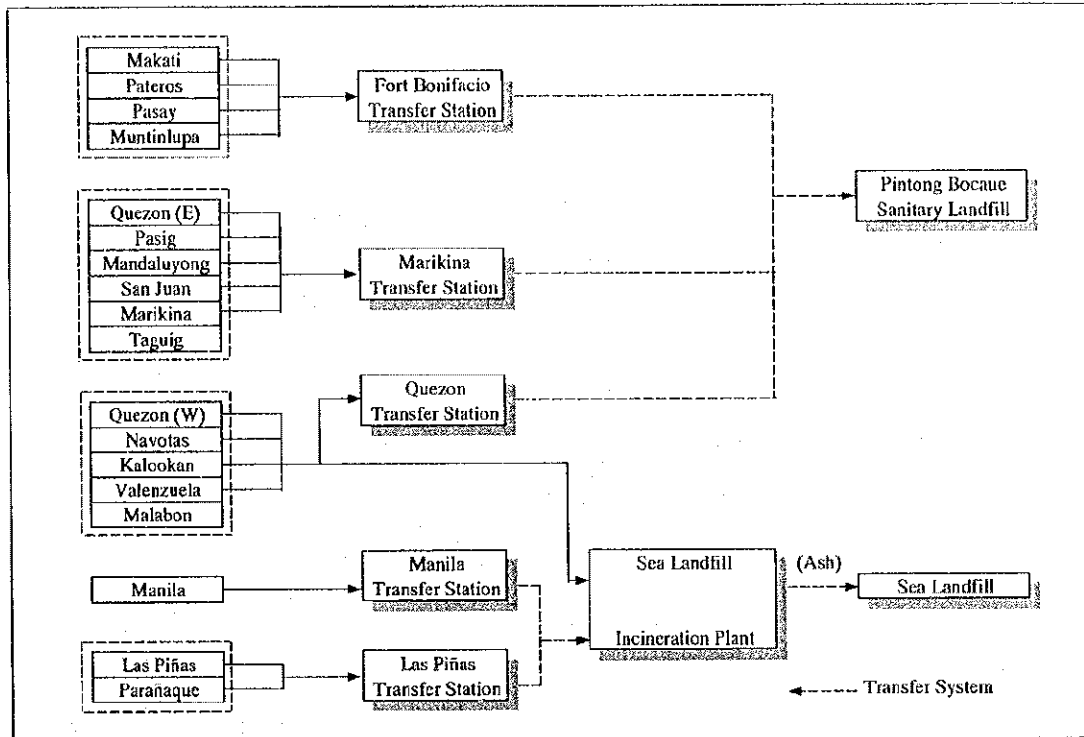 Makati
Pateros
Pasay
Muntinlupa
Fort Bonifacio
Transfer Station
Quezon (E)
Pasig
Mandaluyong
San Juan
Marikina
Taguig
Marikina
Transfer Station
Pintong Bocaue
Sanitary Landfill
Quezon (W)
Navotas
Kalookan
Valenzuela
Malabon
Quezon
Transfer Station
Manila
Manila
Transfer Station
Las Piñas
Parañaque
Las Piñas
Transfer Station
Sea Landfill
Incineration Plant
(Ash)
Sea Landfill
Transfer System